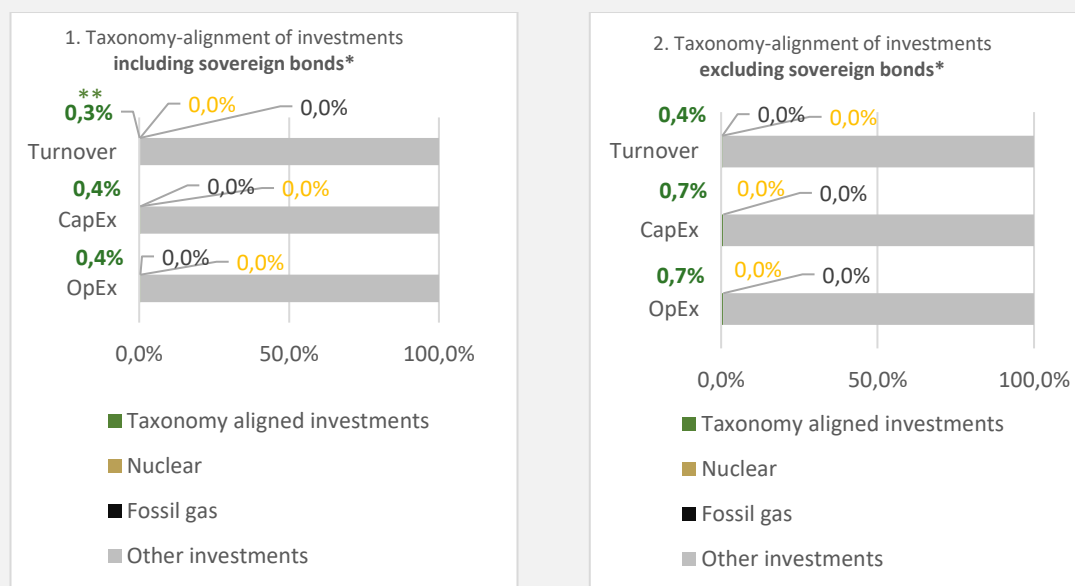 1. Taxonomy-alignment of investments
including sovereign bonds*
**
0,3%
0,0%
0,0%
Turnover
0,4%
0,0%
0,0%
CapEx
0,4%
0,0%
0,0%
OpEx
0,0%
50,0%
100,0%
Taxonomy aligned investments
Nuclear
Fossil gas
Other investments
2. Taxonomy-alignment of investments
excluding sovereign bonds*
0,4%
0,0%
0,0%
Turnover
0,7%
0,0%
0,0%
CapEx
0,7%
0,0%
0,0%
OpEx
0,0%
50,0%
100,0%
Taxonomy aligned investments
Nuclear
Fossil gas
Other investments